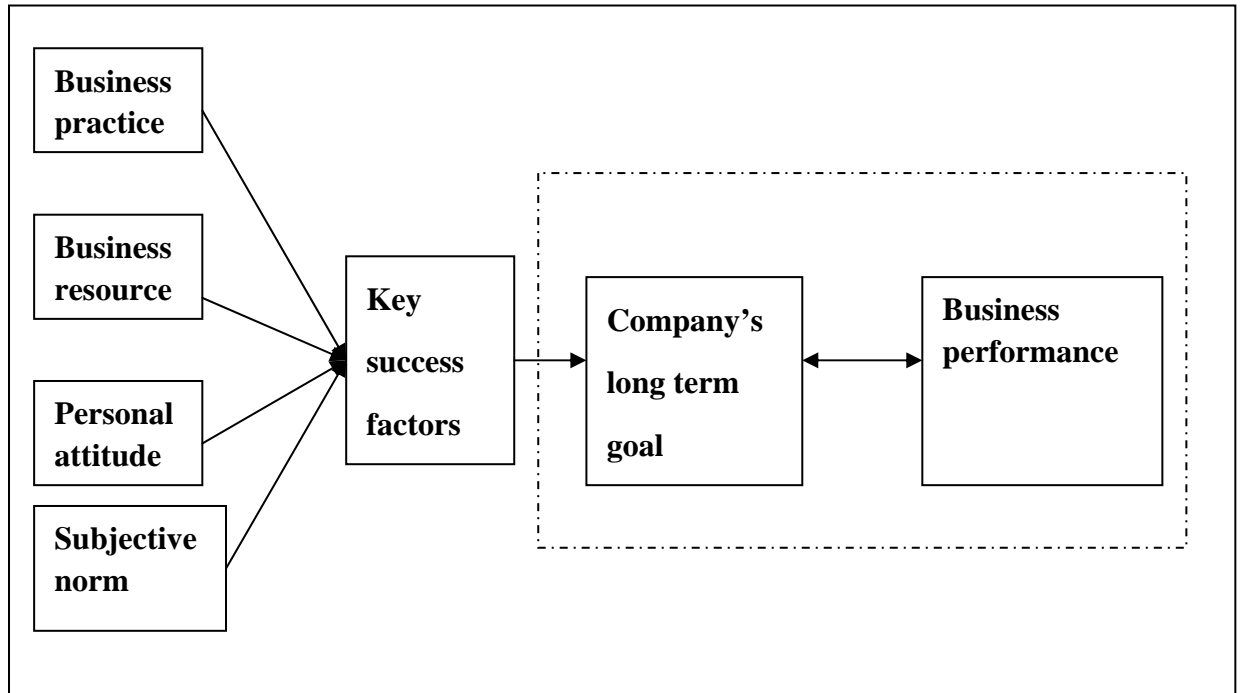 Business
practice
Business
resource
Personal
attitude
Subjective
norm
Key
success
factors
Company’s
long term
goal
Business
performance